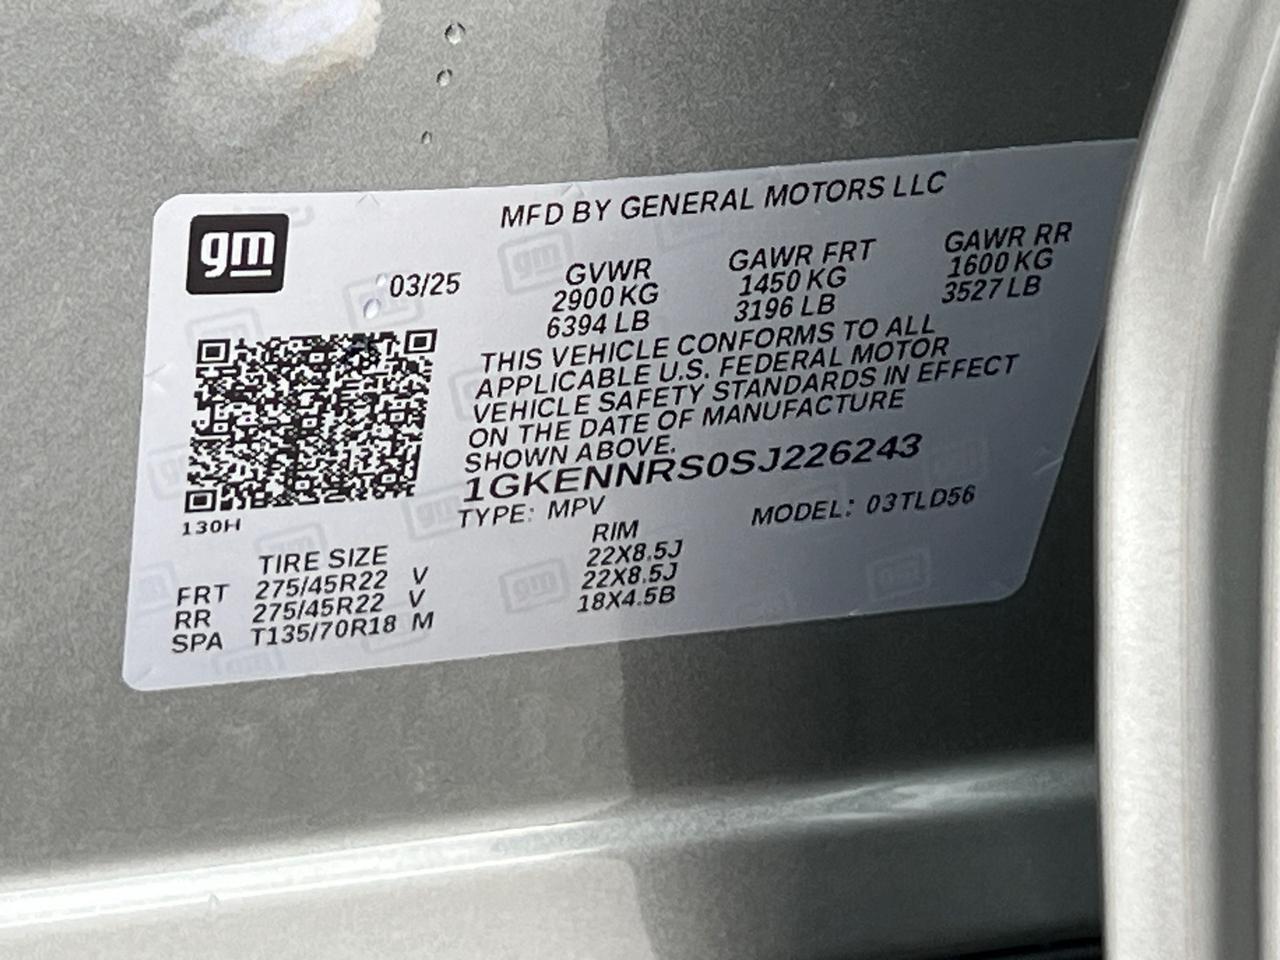 MFD BY GENERAL MOTORS LLC
gm
03/25
GVWR GAWR FRT GAWR RR
2900 KG 1450 KG 1600 KG
6394 LB 3196 LB 3527 LB
THIS VEHICLE CONFORMS TO ALL
APPLICABLE U.S. FEDERAL MOTOR
VEHICLE SAFETY STANDARDS IN EFFECT
ON THE DATE OF MANUFACTURE
SHOWN ABOVE.
1GKENNRS0SJ226243
130H
TYPE: MPV MODEL: 03TLD56
TIRE SIZE RIM
FRT 275/45R22 V 22X8.5J
RR 275/45R22 V 22X8.5J
SPA T135/70R18 M 18X4.5B